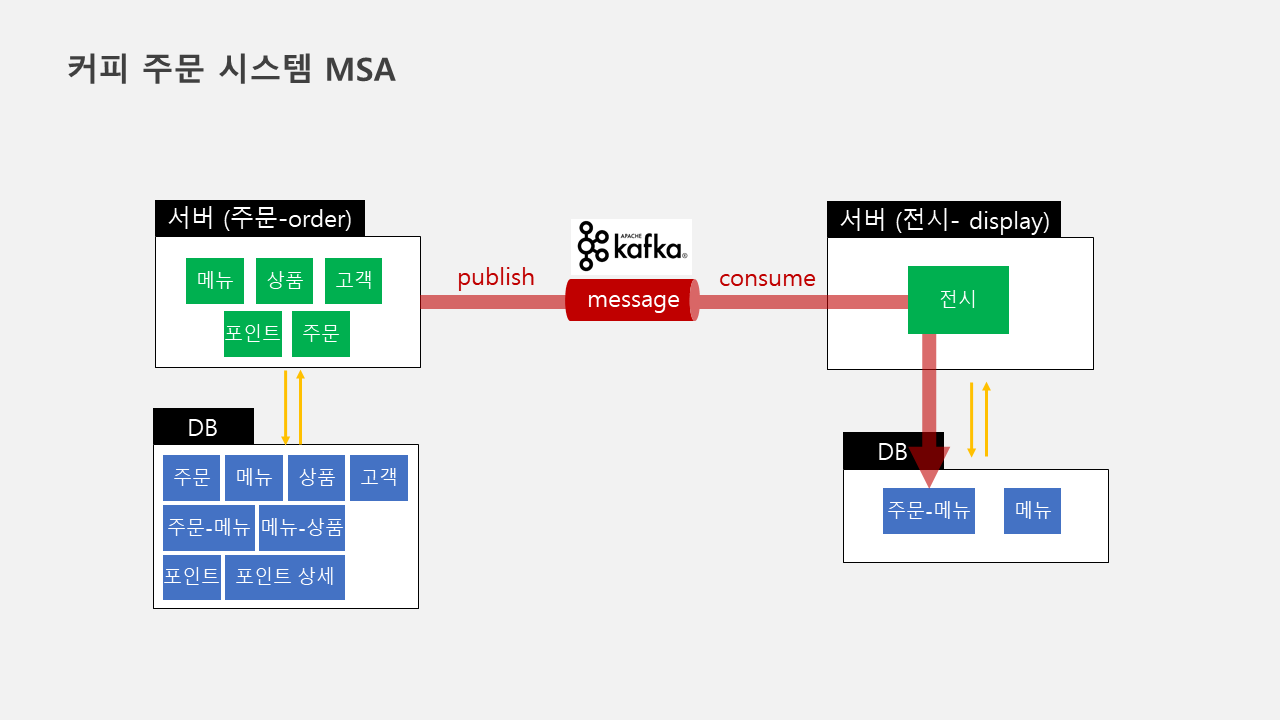 커피 주문 시스템 MSA
서버 (주문-order)
메뉴
상품
고객
포인트
주문
publish
APACHE
kafka®
message
consume
서버 (전시- display)
전시
DB
주문
메뉴
상품
고객
주문-메뉴
메뉴-상품
포인트
포인트 상세
DB
주문-메뉴
메뉴